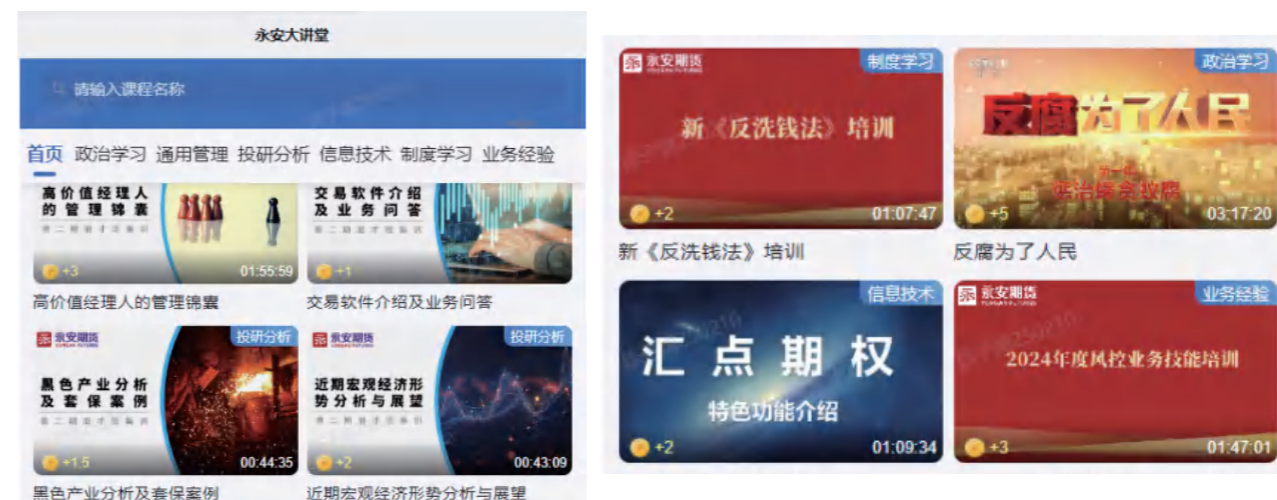 永安大讲堂
请输入课程名称
首页 政治学习 通用管理 投研分析 信息技术 制度学习 业务经验
高价值经理人
的管理锦囊
+3
01:55:59
高价值经理人的管理锦囊
交易软件介绍
及业务问答
+1
交易软件介绍及业务问答
永安期货
投研分析
黑色产业分析
及套保案例
+1.5
00:44:35
黑色产业分析及套保案例
永安期货
投研分析
近期宏观经济形
势分析与展望
+2
00:43:09
近期宏观经济形势分析与展望
永安期货
制度学习
新《反洗钱法》培训
+2
01:07:47
新《反洗钱法》培训
政治学习
反腐为了人民
+5
03:17:20
反腐为了人民
信息技术
汇点期权
特色功能介绍
+2
01:09:34
永安期货
业务经验
2024年度风控业务技能培训
+3
01:47:01